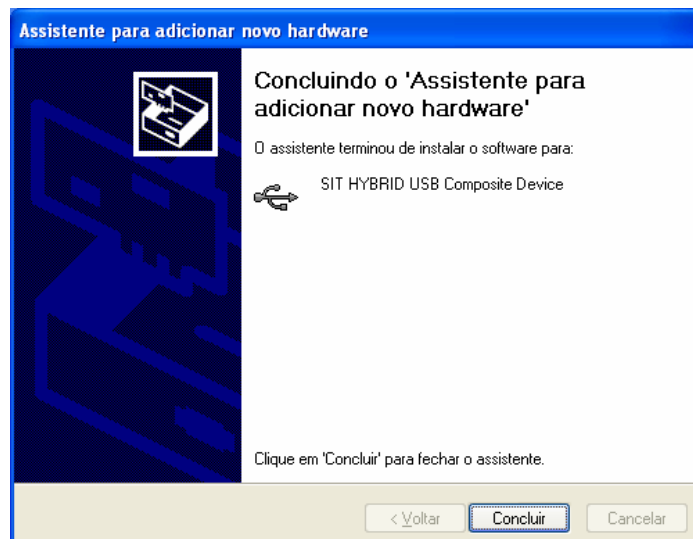 Assistente para adicionar novo hardware
Concluindo o 'Assistente para
adicionar novo hardware'
O assistente terminou de instalar o software para:
SIT HYBRID USB Composite Device
Clique em 'Concluir' para fechar o assistente.
< Voltar Concluir Cancelar